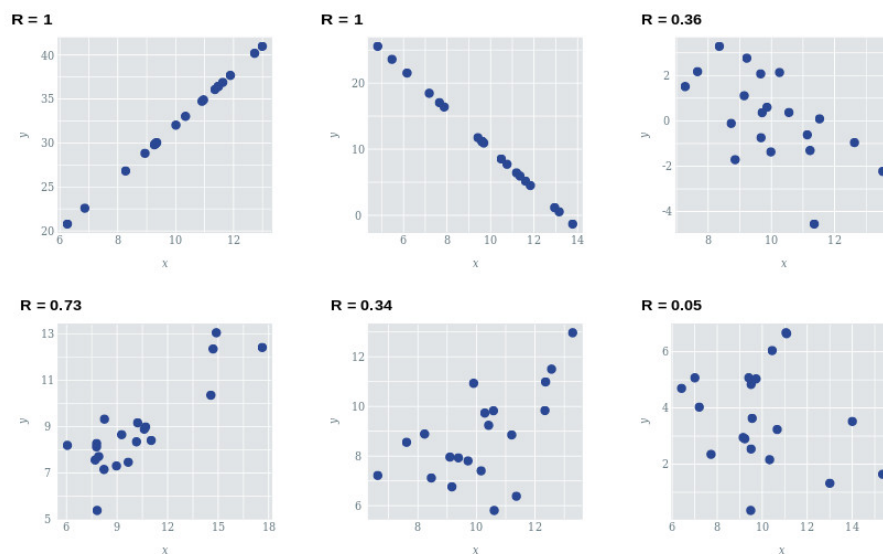 R = 1
40
35
30
25
20
y
6 8 10 12
x
R = 1
20
10
0
y
6 8 10 12 14
x
R = 0.36
2
0
-2
-4
y
8 10 12
x
R = 0.73
13
11
9
7
5
y
6 9 12 15 18
x
R = 0.34
12
10
8
6
y
8 10 12
x
R = 0.05
6
4
2
y
6 8 10 12 14
x